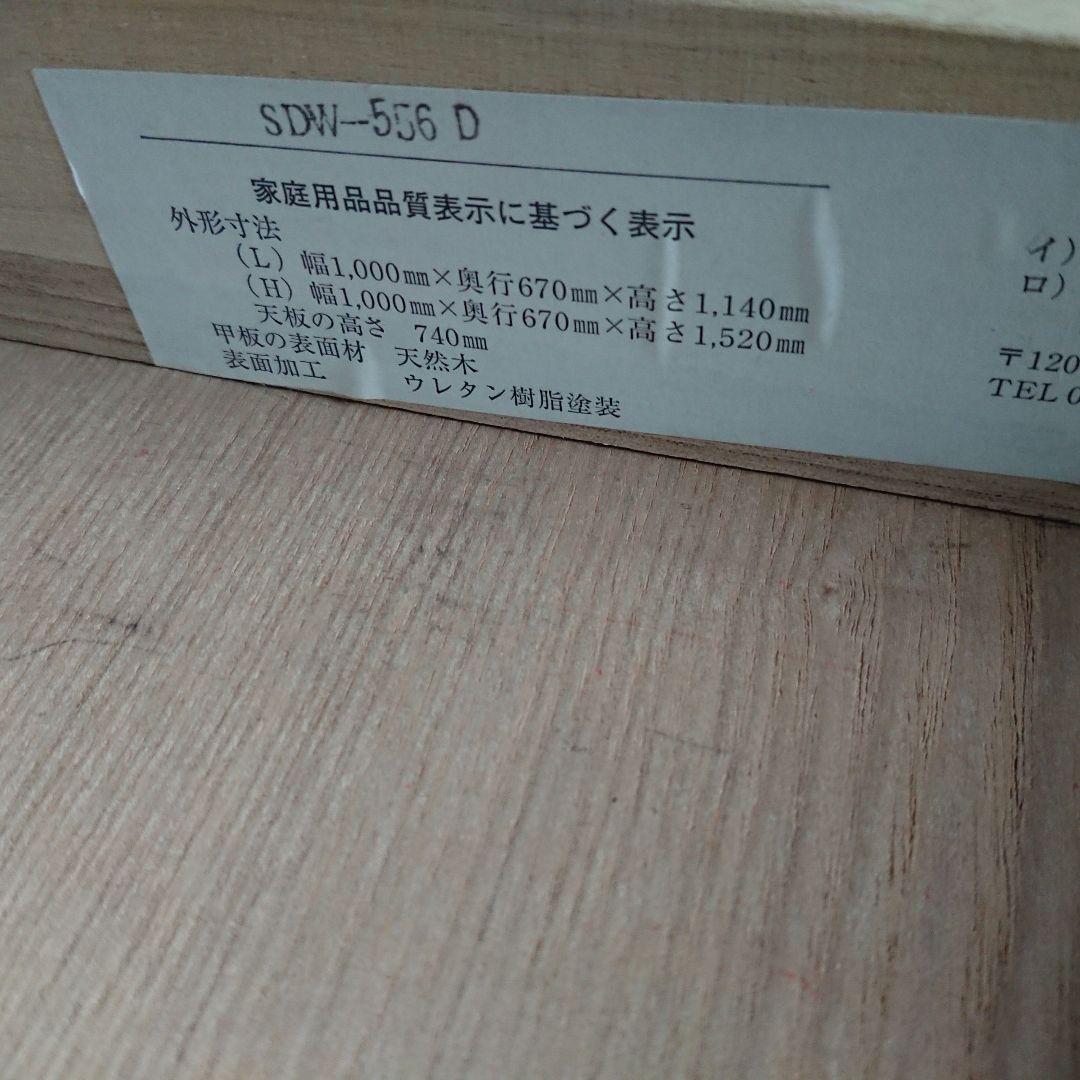 SDW-556 D
家庭用品品質表示に基づく表示
外形寸法
(L) 幅1,000㎜×奥行670㎜×高さ1,140㎜
(H) 幅1,000㎜×奥行670㎜×高さ1,520㎜
天板の高さ 740㎜
甲板の表面材 天然木
表面加工 ウレタン樹脂塗装
イ)
ロ)
〒120
TEL 0